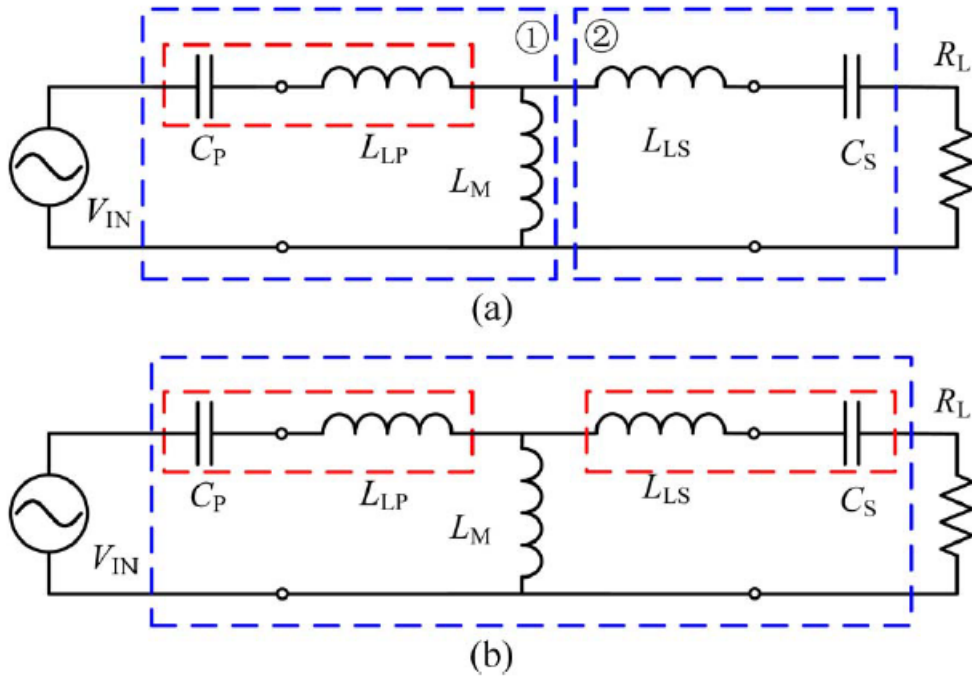 ① ② R_L
C_P L_LP L_LS C_S
L_M
V_IN
(a)
R_L
C_P L_LP L_LS C_S
L_M
V_IN
(b)